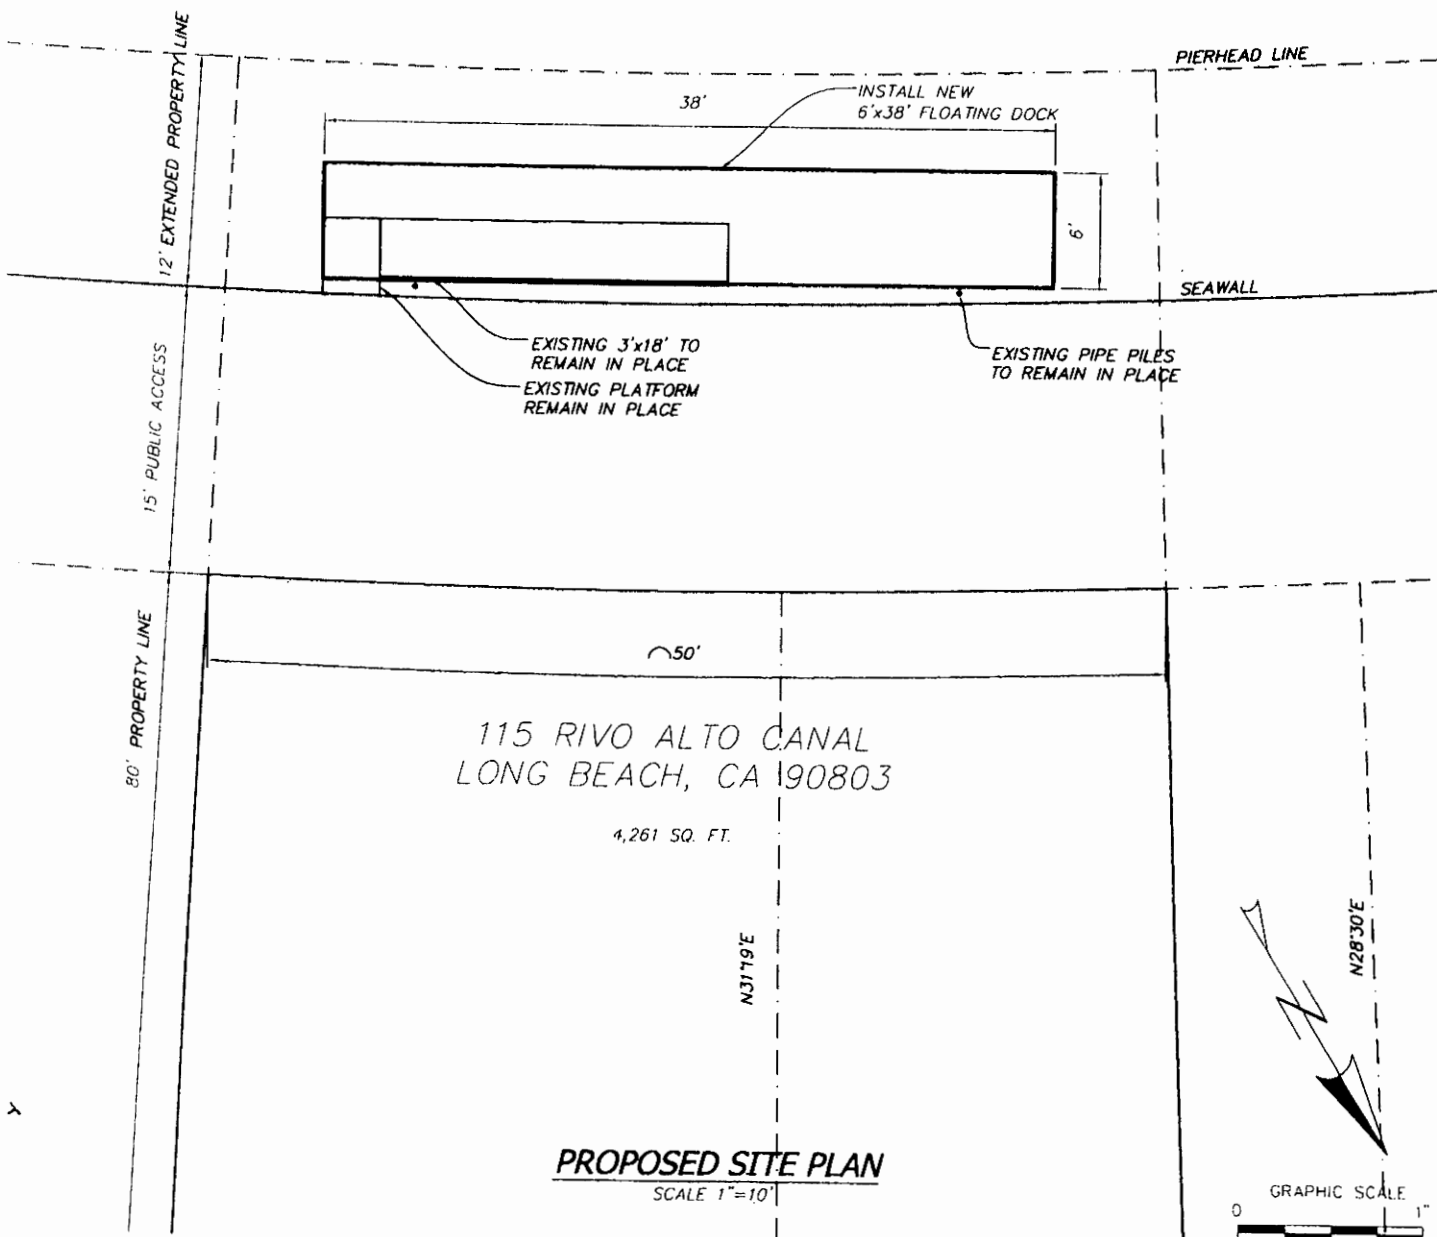 PIERHEAD LINE
12' EXTENDED PROPERTY LINE
38'
INSTALL NEW
6'x38' FLOATING DOCK
6'
SEAWALL
EXISTING 3'x18' TO
REMAIN IN PLACE
EXISTING PLATFORM
REMAIN IN PLACE
EXISTING PIPE PILES
TO REMAIN IN PLACE
15' PUBLIC ACCESS
80' PROPERTY LINE
50'
115 RIVO ALTO CANAL
LONG BEACH, CA 90803
4,261 SQ. FT.
N31°19'E
N28°30'E
PROPOSED SITE PLAN
SCALE 1"=10'
GRAPHIC SCALE
0 1"